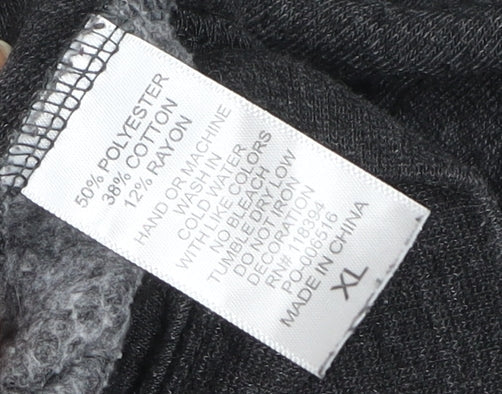 50% POLYESTER
38% COTTON
12% RAYON
HAND OR MACHINE
WASH IN
COLD WATER
WITH LIKE COLORS
NO BLEACH
TUMBLE DRY LOW
DO NOT IRON
DECORATION
RN# 118394
PO-006516
MADE IN CHINA
XL